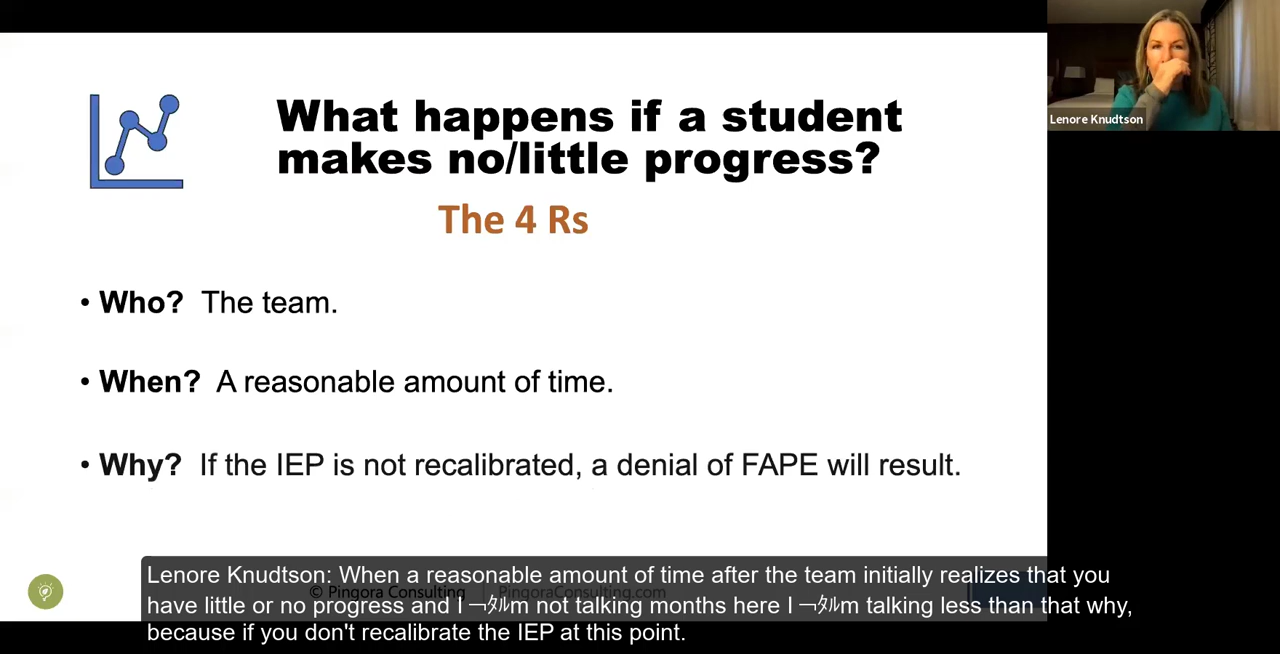 Lenore Knudtson
What happens if a student
makes no/little progress?
The 4 Rs
• Who? The team.
• When? A reasonable amount of time.
• Why? If the IEP is not recalibrated, a denial of FAPE will result.
© Pingora Consulting | PingoraConsulting.com
Lenore Knudtson: When a reasonable amount of time after the team initially realizes that you
have little or no progress and I ¬ﾀﾙm not talking months here I ¬ﾀﾙm talking less than that why,
because if you don't recalibrate the IEP at this point.